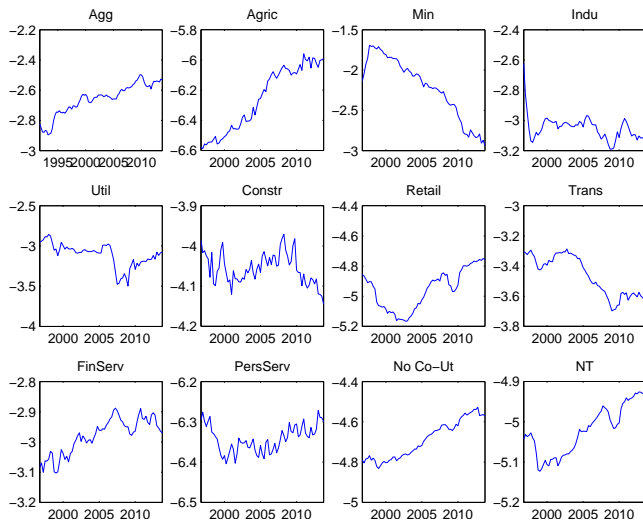 Agg Agric Min Indu
−2.2 −5.8 −1.5 −2.4
−2.4 −6 −2 −2.6
−2.6 −6.2 −2.5 −2.8
−2.8 −6.4 −3 −3
−3 −6.6 −3 −3.2
1995 2000 2005 2010 2000 2005 2010 2000 2005 2010 2000 2005 2010
Util Constr Retail Trans
−2.5 −3.9 −4.4 −3
−3 −4 −4.6 −3.2
−3.5 −4.1 −4.8 −3.4
−4 −4.2 −5 −3.6
−5.2 −3.8
2000 2005 2010 2000 2005 2010 2000 2005 2010 2000 2005 2010
FinServ PersServ No Co−Ut NT
−2.8 −6.2 −4.4 −4.9
−2.9 −6.3 −4.6 −5
−3 −6.4 −4.8 −5.1
−3.1 −6.5 −5 −5.2
−3.2
2000 2005 2010 2000 2005 2010 2000 2005 2010 2000 2005 2010